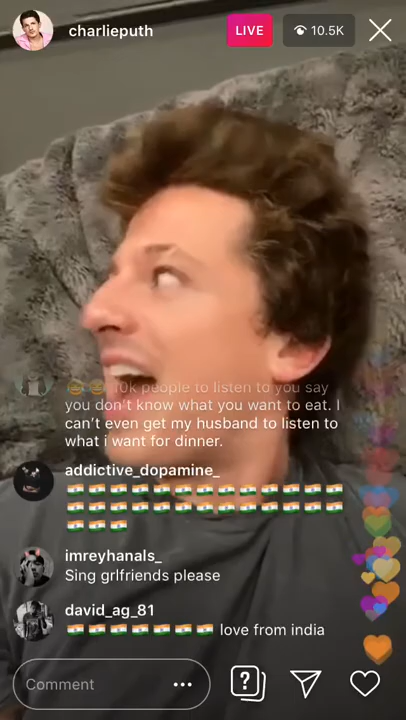 charlieputh LIVE 10.5K
10k people to listen to you say
you don't know what you want to eat. I
can't even get my husband to listen to
what i want for dinner.
addictive_dopamine_
imreyhanals_
Sing grlfriends please
david_ag_81
love from india
Comment